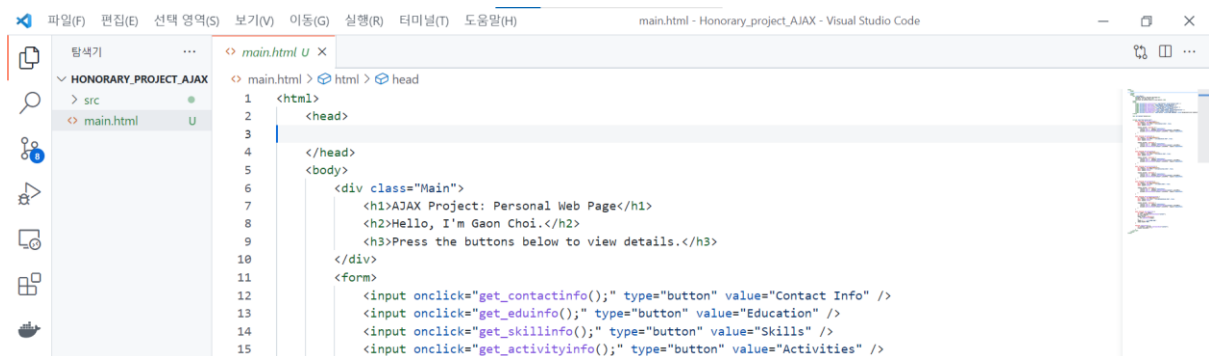 파일(F) 편집(E) 선택 영역(S) 보기(V) 이동(G) 실행(R) 터미널(T) 도움말(H) main.html - Honorary_project_AJAX - Visual Studio Code
탐색기 ... main.html U
HONORARY_PROJECT_AJAX main.html > html > head
src
main.html U
8
1 <html>
2 <head>
3
4 </head>
5 <body>
6 <div class="Main">
7 <h1>AJAX Project: Personal Web Page</h1>
8 <h2>Hello, I'm Gaon Choi.</h2>
9 <h3>Press the buttons below to view details.</h3>
10 </div>
11 <form>
12 <input onclick="get_contactinfo();" type="button" value="Contact Info" />
13 <input onclick="get_eduinfo();" type="button" value="Education" />
14 <input onclick="get_skillinfo();" type="button" value="Skills" />
15 <input onclick="get_activityinfo();" type="button" value="Activities" />